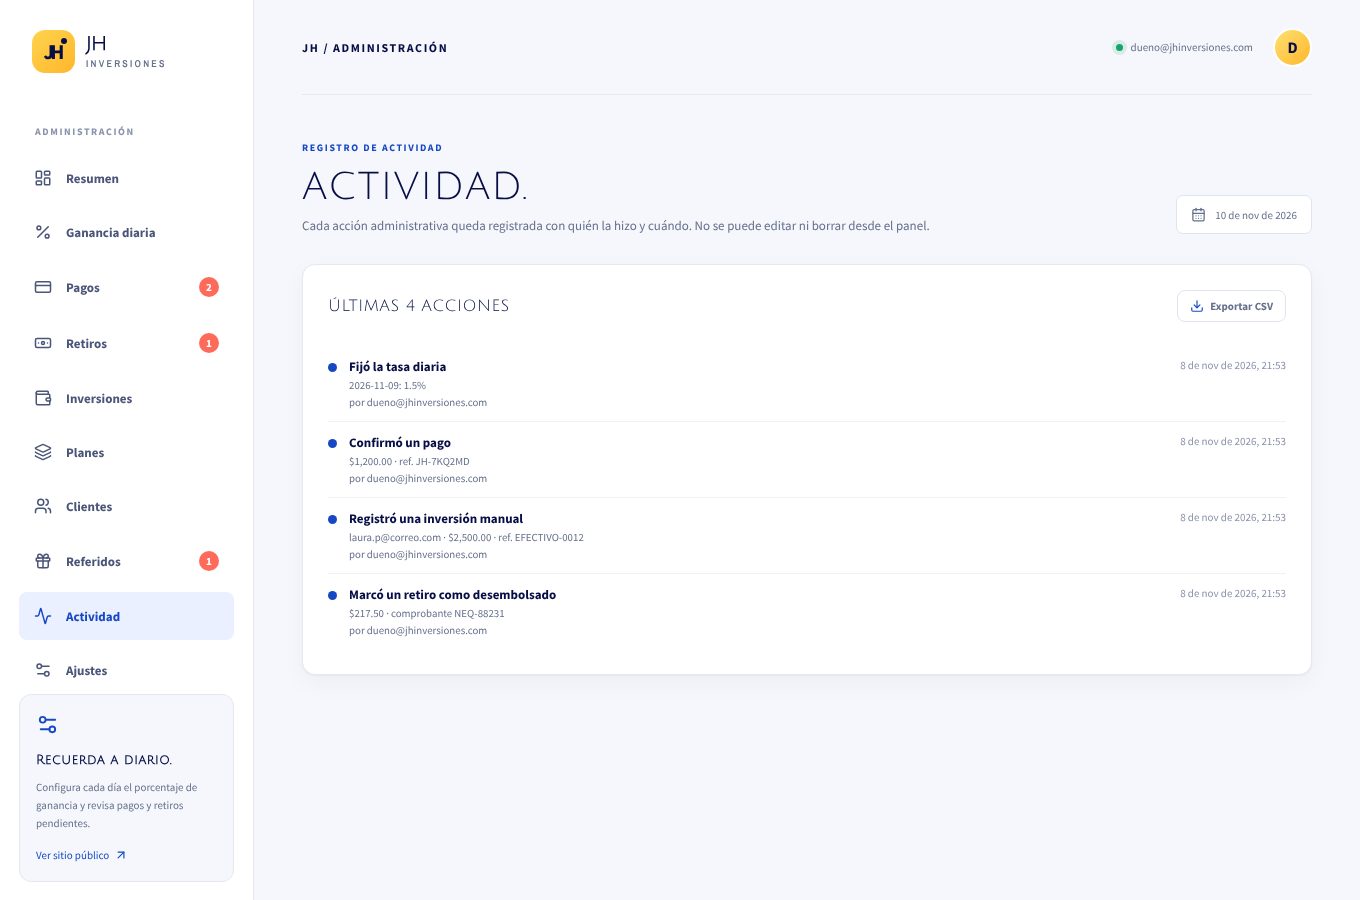 JH
JH
INVERSIONES
ADMINISTRACIÓN
Resumen
Ganancia diaria
Pagos 2
Retiros 1
Inversiones
Planes
Clientes
Referidos 1
Actividad
Ajustes
RECUERDA A DIARIO.
Configura cada día el porcentaje de
ganancia y revisa pagos y retiros
pendientes.
Ver sitio público
JH / ADMINISTRACIÓN
dueno@jhinversiones.com
D
REGISTRO DE ACTIVIDAD
ACTIVIDAD.
Cada acción administrativa queda registrada con quién la hizo y cuándo. No se puede editar ni borrar desde el panel.
10 de nov de 2026
ÚLTIMAS 4 ACCIONES
Exportar CSV
Fijó la tasa diaria
8 de nov de 2026, 21:53
2026-11-09: 1.5%
por dueno@jhinversiones.com
Confirmó un pago
8 de nov de 2026, 21:53
$1,200.00 · ref. JH-7KQ2MD
por dueno@jhinversiones.com
Registró una inversión manual
8 de nov de 2026, 21:53
laura.p@correo.com · $2,500.00 · ref. EFECTIVO-0012
por dueno@jhinversiones.com
Marcó un retiro como desembolsado
8 de nov de 2026, 21:53
$217.50 · comprobante NEQ-88231
por dueno@jhinversiones.com